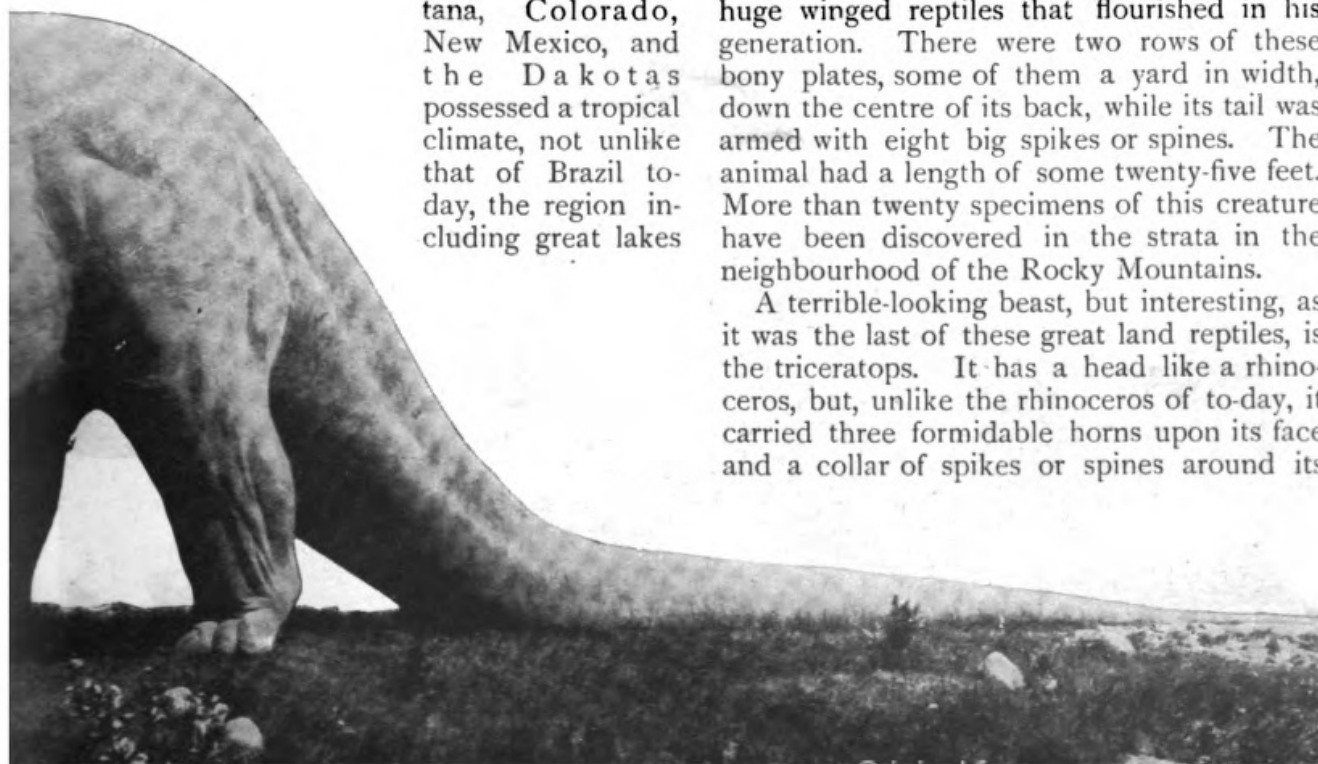 tana, Colorado,
New Mexico, and
the Dakotas
possessed a tropical
climate, not unlike
that of Brazil to-
day, the region in-
cluding great lakes
huge winged reptiles that flourished in his
generation. There were two rows of these
bony plates, some of them a yard in width,
down the centre of its back, while its tail was
armed with eight big spikes or spines. The
animal had a length of some twenty-five feet.
More than twenty specimens of this creature
have been discovered in the strata in the
neighbourhood of the Rocky Mountains.
A terrible-looking beast, but interesting, as
it was the last of these great land reptiles, is
the triceratops. It has a head like a rhino-
ceros, but, unlike the rhinoceros of to-day, it
carried three formidable horns upon its face
and a collar of spikes or spines around its